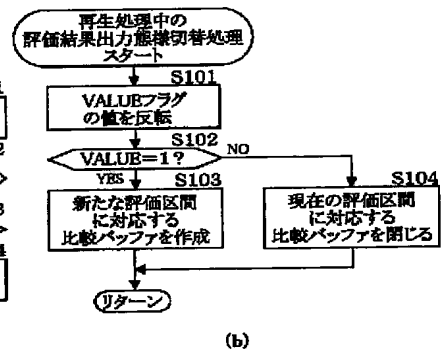 再生処理中の
評価結果出力態様切替処理
スタート
S101
VALUEフラグ
の値を反転
S102
VALUE=1?
NO
YES
S103
新たな評価区間
に対応する
比較バッファを作成
S104
現在の評価区間
に対応する
比較バッファを閉じる
リターン
(b)